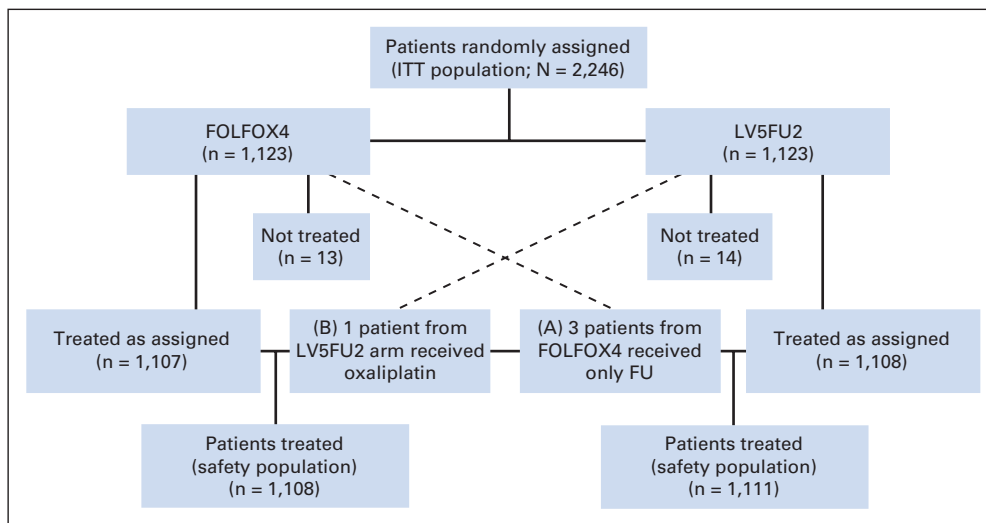 Patients randomly assigned
(ITT population; N = 2,246)
FOLFOX4
(n = 1,123)
LV5FU2
(n = 1,123)
Not treated
(n = 13)
Not treated
(n = 14)
Treated as assigned
(n = 1,107)
(B) 1 patient from
LV5FU2 arm received
oxaliplatin
(A) 3 patients from
FOLFOX4 received
only FU
Treated as assigned
(n = 1,108)
Patients treated
(safety population)
(n = 1,108)
Patients treated
(safety population)
(n = 1,111)